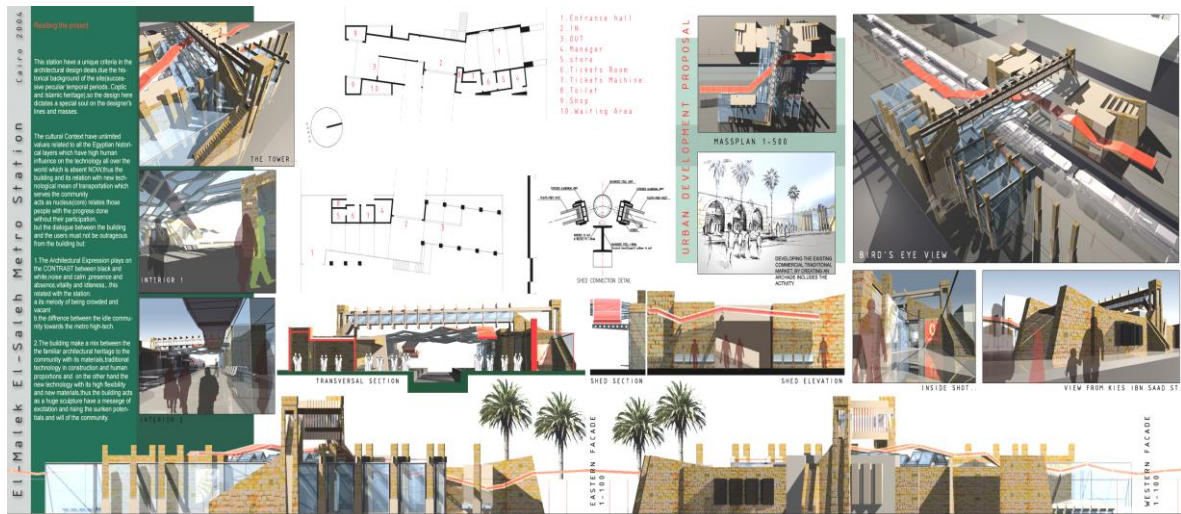 El-Malek El-Saleh Metro Station
Cairo 2004
Reading the project
This station have a unique criteria in the
architectural design deals,due the his-
torical background of the site(succes-
sive peculiar temporal periods, Coptic
and Islamic heritage),so the design here
dictates a special soul on the designer's
lines and masses.
The cultural Context have unlimited
values related to all the Egyptian histori-
cal layers which have high human
influence on the technology all over the
world which is absent NOW,thus the
building and its relation with new tech-
nological mean of transportation which
serves the community
acts as nucleus(core) relates those
people with the progress done
without their participation.
but the dialogue between the building
and the users must not be outrageous
from the building but
1.The Architectural Expression plays on
the CONTRAST between black and
white,noise and calm ,presence and
absence,vitality and idleness,,this
related with the station:
a.its melody of being crowded and
vacant
b.the diffrence between the idle commu-
nity towards the metro high-tech.
2.The building make a mix between the
the familiar architectural heritage to the
community with its materials,traditional
technology in construction and human
proportions and on the other hand the
new technology with its high flexibility
and new materials,thus the building acts
as a huge sculpture have a messege of
excitation and rising the sunken poten-
tials and will of the community.
THE TOWER
INTERIOR 1
INTERIOR 2
1.Entrance hall
2.IN
3.OUT
4.Manager
5.store
6.Tickets Room
7.Tickets Machine
8.Toilet
9.Shop
10.Waiting Area
SHED CONNECTION DETAIL
TRANSVERSAL SECTION
SHED SECTION
SHED ELEVATION
URBAN DEVELOPMENT PROPOSAL
MASSPLAN 1-500
DEVELOPING THE EXISTING
COMMERCIAL TRADITIONAL
MARKET, BY CREATING AN
ARCHADE INCLUDES THE
ACTIVITY.
BIRD'S EYE VIEW
INSIDE SHOT..
VIEW FROM KIES IBN SAAD ST.
EASTERN FACADE
1-100
WESTERN FACADE
1-100